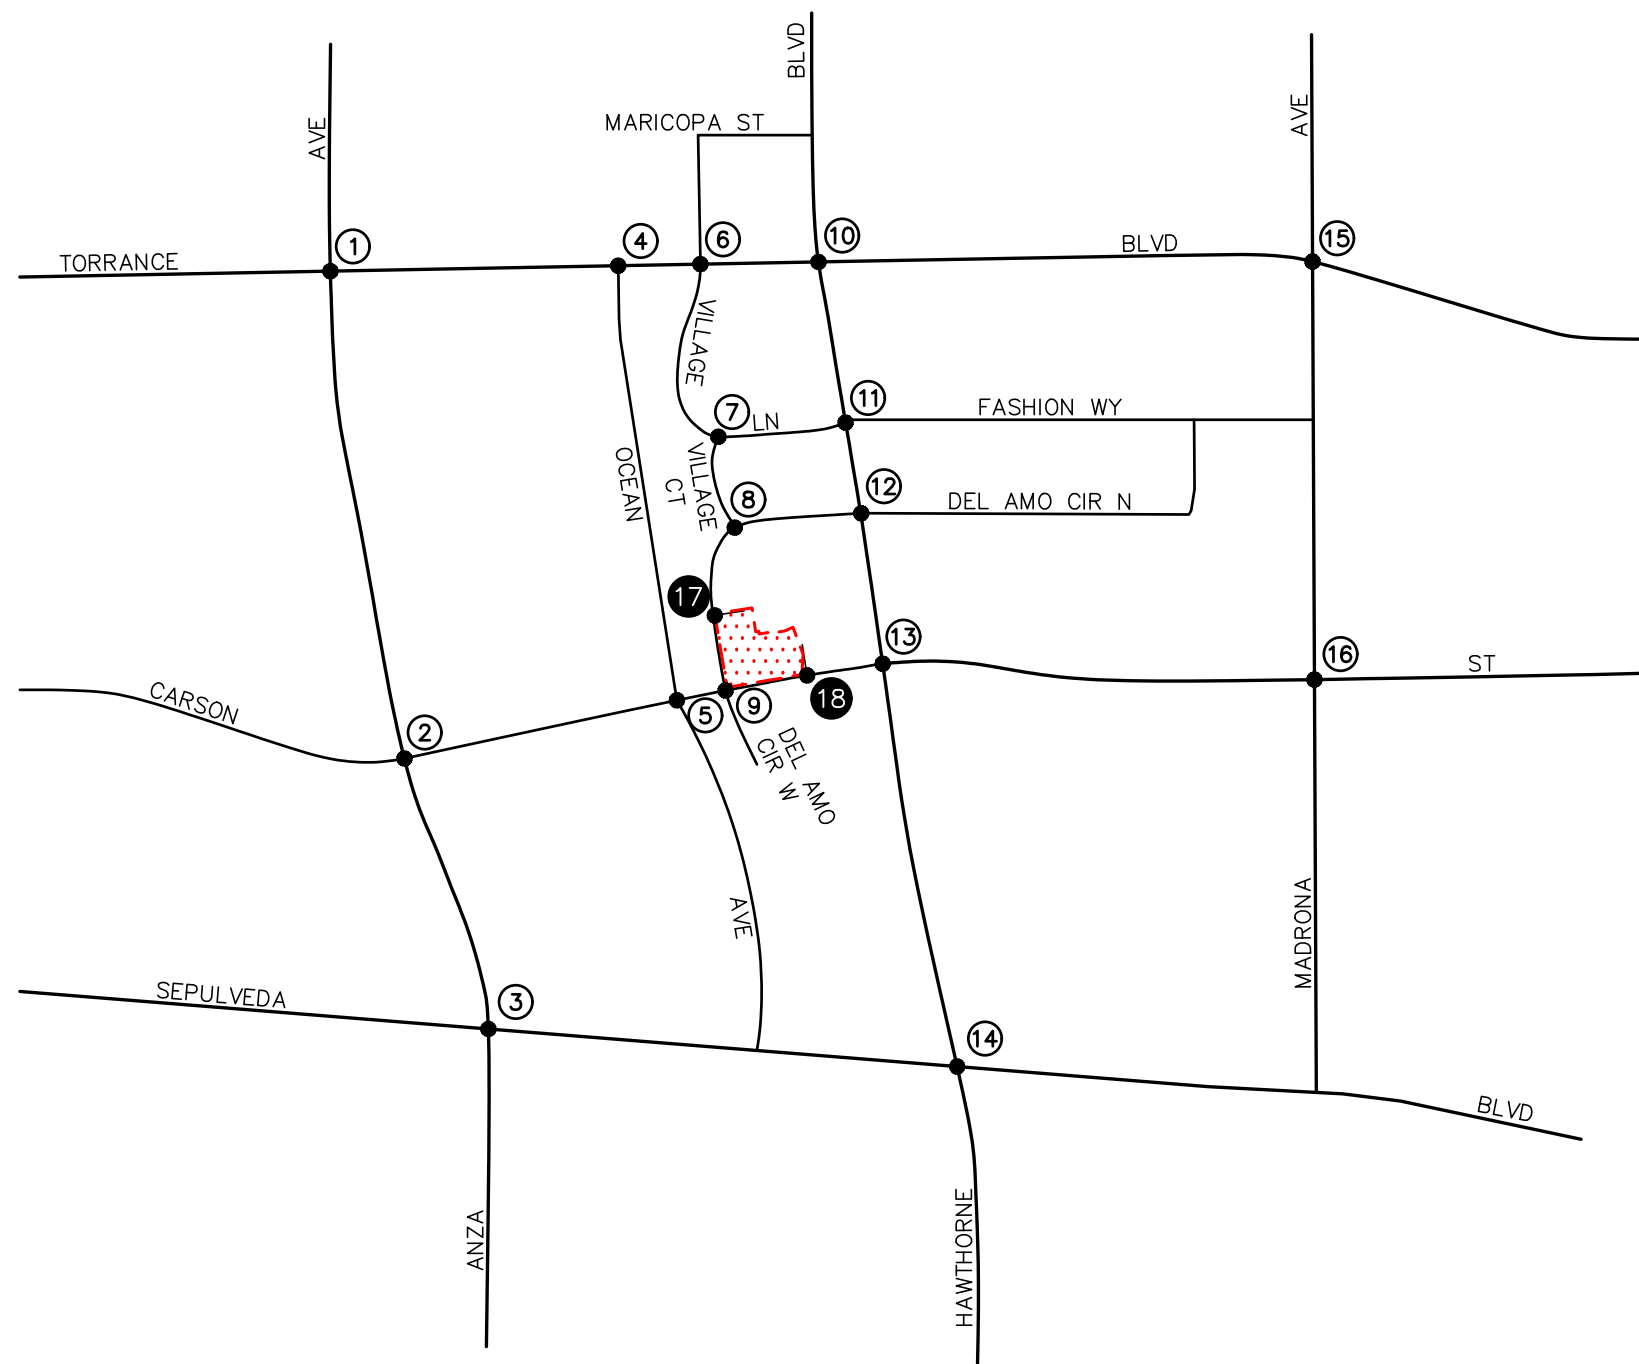 BLVD
AVE
AVE
MARICOPA ST
1
4
6
10
15
TORRANCE
BLVD
VILLAGE
7
LN
11
FASHION WY
OCEAN
VILLAGE
CT
8
12
DEL AMO CIR N
17
13
16
ST
CARSON
2
5
9
18
DEL AMO
CIR W
AVE
MADRONA
SEPULVEDA
3
14
BLVD
ANZA
HAWTHORNE